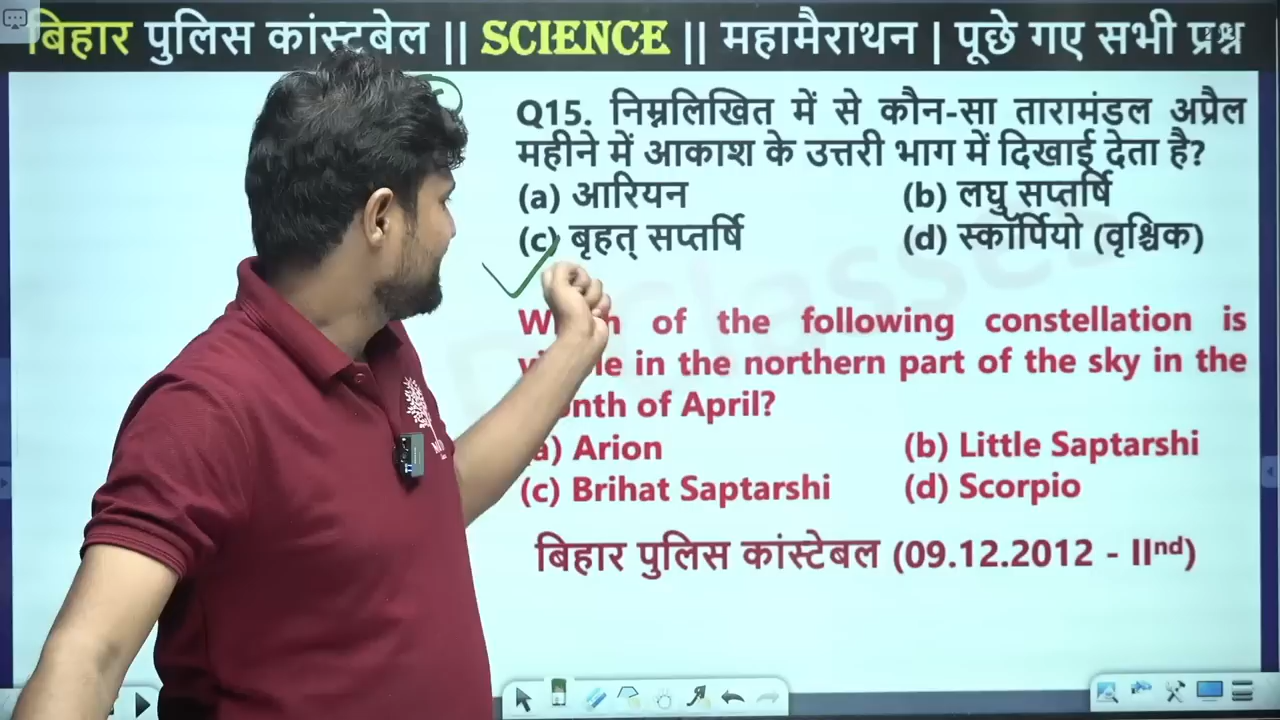 बिहार पुलिस कांस्टबेल || SCIENCE || महामैराथन | पूछे गए सभी प्रश्न
Q15. निम्नलिखित में से कौन-सा तारामंडल अप्रैल
महीने में आकाश के उत्तरी भाग में दिखाई देता है?
(a) आरियन (b) लघु सप्तर्षि
(c) बृहत् सप्तर्षि (d) स्कॉर्पियो (वृश्चिक)
of the following constellation is
in the northern part of the sky in the
of April?
(a) Arion (b) Little Saptarshi
(c) Brihat Saptarshi (d) Scorpio
बिहार पुलिस कांस्टेबल (09.12.2012 - IInd)